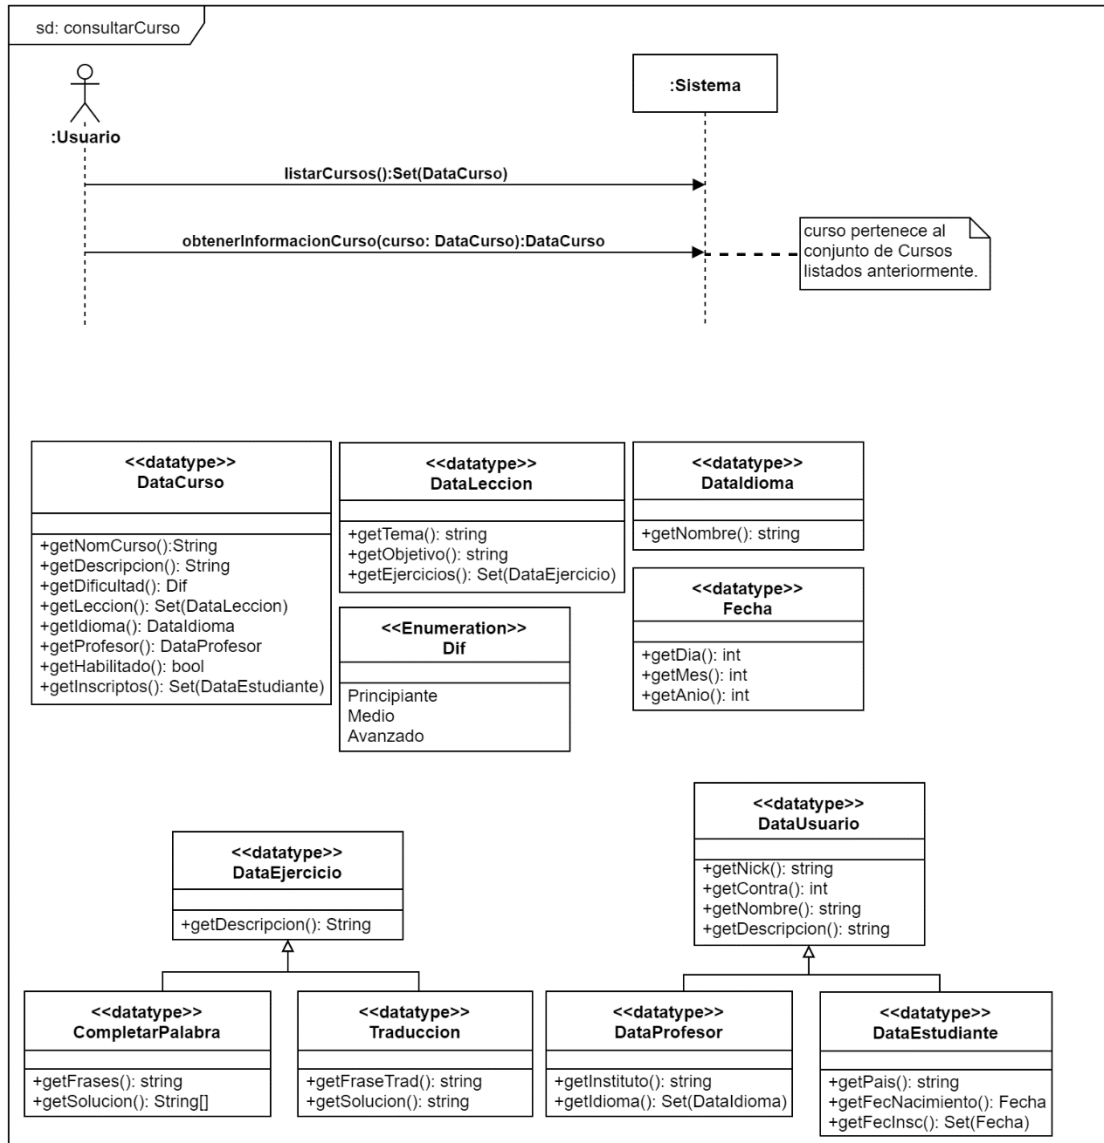 sd: consultarCurso
:Usuario
:Sistema
listarCursos():Set(DataCurso)
obtenerInformacionCurso(curso: DataCurso):DataCurso
curso pertenece al
conjunto de Cursos
listados anteriormente.
<<datatype>>
DataCurso
+getNomCurso():String
+getDescripcion(): String
+getDificultad(): Dif
+getLeccion(): Set(DataLeccion)
+getIdioma(): DataIdioma
+getProfesor(): DataProfesor
+getHabilitado(): bool
+getInscriptos(): Set(DataEstudiante)
<<datatype>>
DataLeccion
+getTema(): string
+getObjetivo(): string
+getEjercicios(): Set(DataEjercicio)
<<datatype>>
DataIdioma
+getNombre(): string
<<Enumeration>>
Dif
Principiante
Medio
Avanzado
<<datatype>>
Fecha
+getDia(): int
+getMes(): int
+getAnio(): int
<<datatype>>
DataEjercicio
+getDescripcion(): String
<<datatype>>
DataUsuario
+getNick(): string
+getContra(): int
+getNombre(): string
+getDescripcion(): string
<<datatype>>
CompletarPalabra
+getFrases(): string
+getSolucion(): String[]
<<datatype>>
Traduccion
+getFraseTrad(): string
+getSolucion(): string
<<datatype>>
DataProfesor
+getInstituto(): string
+getIdioma(): Set(DataIdioma)
<<datatype>>
DataEstudiante
+getPais(): string
+getFecNacimiento(): Fecha
+getFecInsc(): Set(Fecha)